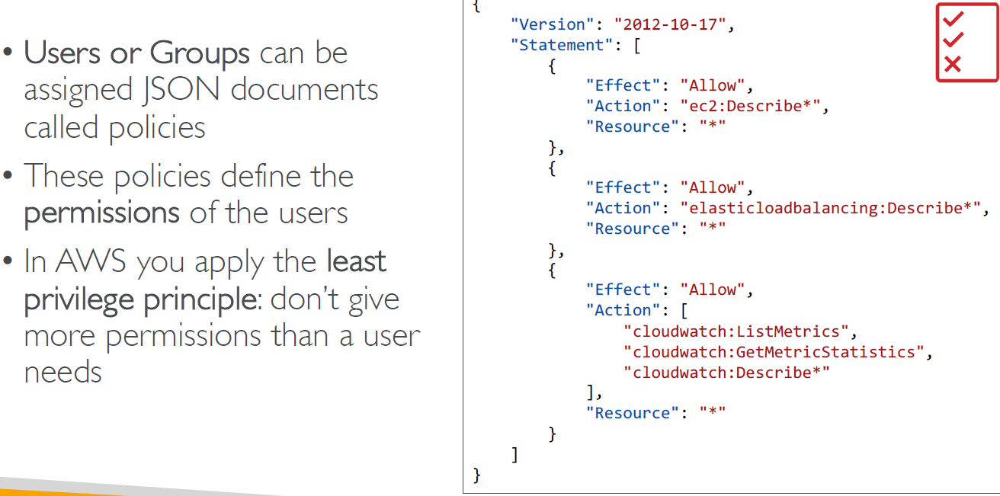 • Users or Groups can be
assigned JSON documents
called policies
• These policies define the
permissions of the users
• In AWS you apply the least
privilege principle: don’t give
more permissions than a user
needs
{
    "Version": "2012-10-17",
    "Statement": [
        {
            "Effect": "Allow",
            "Action": "ec2:Describe*",
            "Resource": "*"
        },
        {
            "Effect": "Allow",
            "Action": "elasticloadbalancing:Describe*",
            "Resource": "*"
        },
        {
            "Effect": "Allow",
            "Action": [
                "cloudwatch:ListMetrics",
                "cloudwatch:GetMetricStatistics",
                "cloudwatch:Describe*"
            ],
            "Resource": "*"
        }
    ]
}